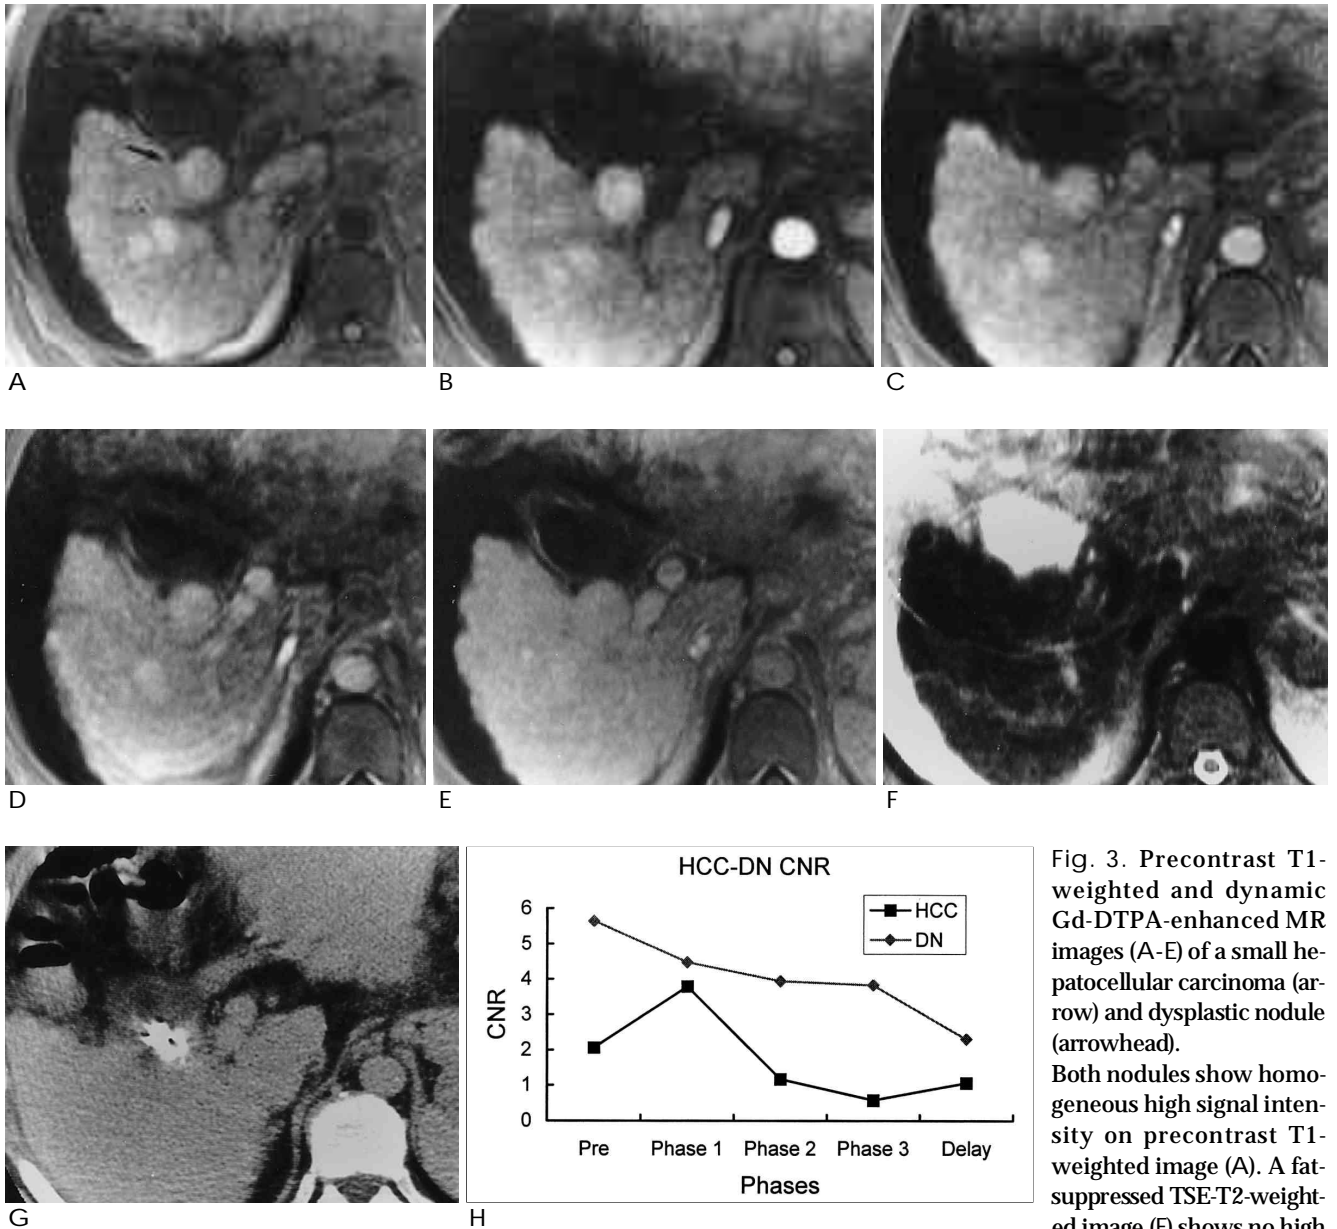 A
B
C
D
E
F
G
H
HCC-DN CNR
HCC
DN
6
5
4
3
2
1
0
CNR
Pre
Phase 1
Phase 2
Phase 3
Delay
Phases
Fig. 3. Precontrast T1-
weighted and dynamic
Gd-DTPA-enhanced MR
images (A-E) of a small he-
patocellular carcinoma (ar-
row) and dysplastic nodule
(arrowhead).
Both nodules show homo-
geneous high signal inten-
sity on precontrast T1-
weighted image (A). A fat-
suppressed TSE-T2-weight-
ed image (F) shows no high